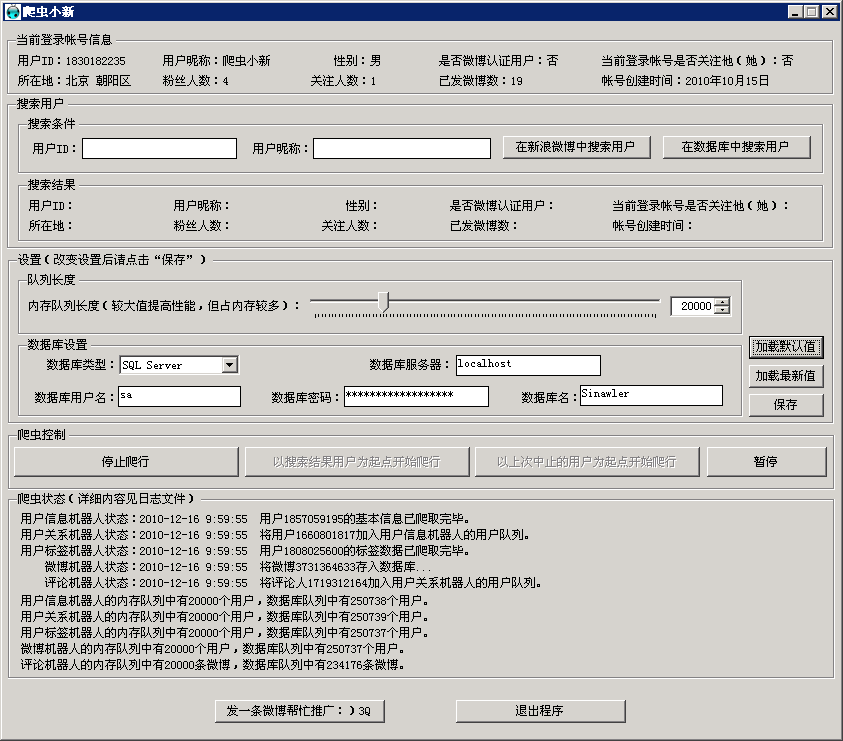 爬虫小新
当前登录帐号信息
用户ID：1830182235 用户昵称：爬虫小新 性别：男 是否微博认证用户：否 当前登录帐号是否关注他(她)：否
所在地：北京 朝阳区 粉丝人数：4 关注人数：1 已发微博数：19 帐号创建时间：2010年10月15日
搜索用户
搜索条件
用户ID： 用户昵称： 在新浪微博中搜索用户 在数据库中搜索用户
搜索结果
用户ID： 用户昵称： 性别： 是否微博认证用户： 当前登录帐号是否关注他(她)：
所在地： 粉丝人数： 关注人数： 已发微博数： 帐号创建时间：
设置(改变设置后请点击“保存”)
队列长度
内存队列长度(较大值提高性能，但占内存较多)： 20000
数据库设置
数据库类型：SQL Server 数据库服务器：localhost
数据库用户名：sa 数据库密码：****************** 数据库名：Sinawler
加载默认值
加载最新值
保存
爬虫控制
停止爬行 以搜索结果用户为起点开始爬行 以上次中止的用户为起点开始爬行 暂停
爬虫状态(详细内容见日志文件)
用户信息机器人状态：2010-12-16 9:59:55 用户1857059195的基本信息已爬取完毕。
用户关系机器人状态：2010-12-16 9:59:55 将用户1660801817加入用户信息机器人的用户队列。
用户标签机器人状态：2010-12-16 9:59:55 用户1808025600的标签数据已爬取完毕。
微博机器人状态：2010-12-16 9:59:55 将微博3731364633存入数据库...
评论机器人状态：2010-12-16 9:59:55 将评论人1719312164加入用户关系机器人的用户队列。
用户信息机器人的内存队列中有20000个用户，数据库队列中有250738个用户。
用户关系机器人的内存队列中有20000个用户，数据库队列中有250739个用户。
用户标签机器人的内存队列中有20000个用户，数据库队列中有250737个用户。
微博机器人的内存队列中有20000个用户，数据库队列中有250737个用户。
评论机器人的内存队列中有20000条微博，数据库队列中有234176条微博。
发一条微博帮忙推广：)3Q 退出程序